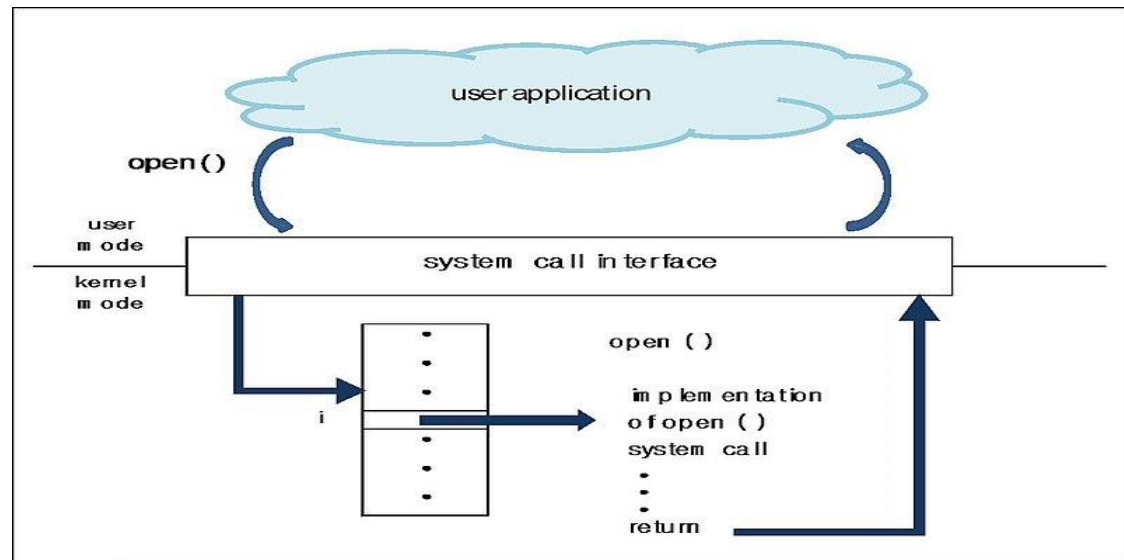 user application
open()
user
mode
kernel
mode
system call interface
i
open ()
implementation
of open ()
system call
return